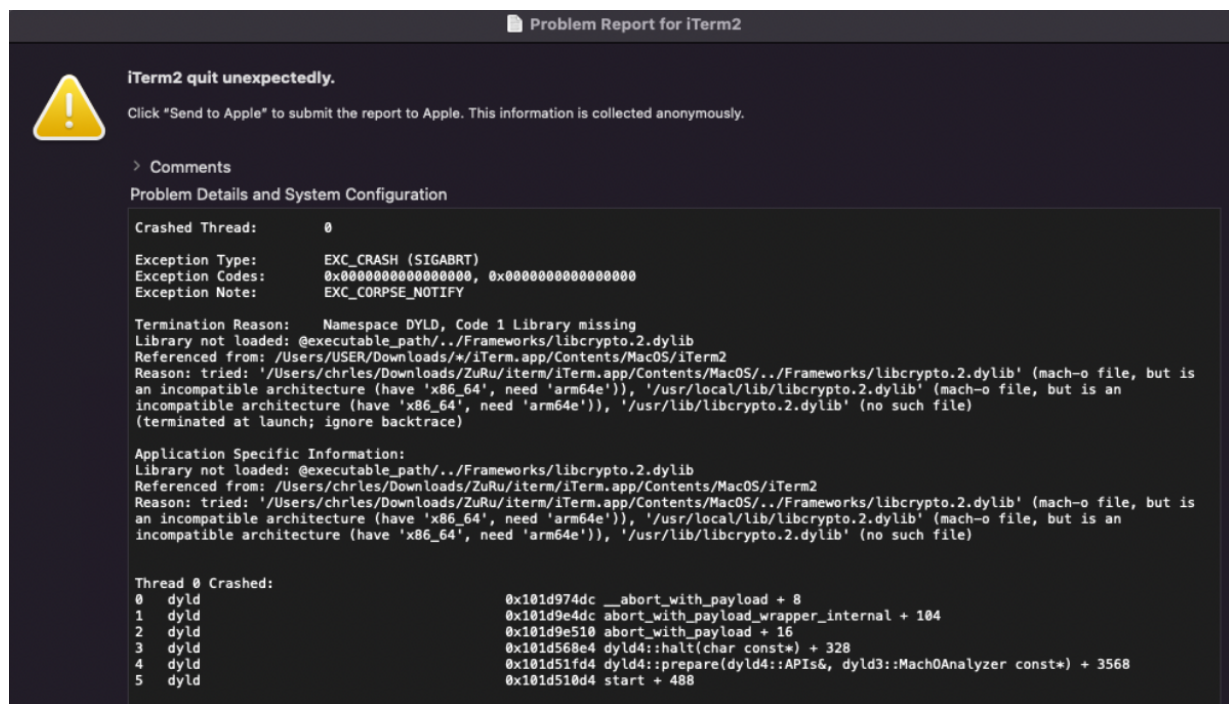 Problem Report for iTerm2
iTerm2 quit unexpectedly.
Click "Send to Apple" to submit the report to Apple. This information is collected anonymously.
> Comments
Problem Details and System Configuration
Crashed Thread: 0
Exception Type: EXC_CRASH (SIGABRT)
Exception Codes: 0x0000000000000000, 0x0000000000000000
Exception Note: EXC_CORPSE_NOTIFY
Termination Reason: Namespace DYLD, Code 1 Library missing
Library not loaded: @executable_path/../Frameworks/libcrypto.2.dylib
Referenced from: /Users/USER/Downloads/*/iTerm.app/Contents/MacOS/iTerm2
Reason: tried: '/Users/chrles/Downloads/ZuRu/iterm/iTerm.app/Contents/MacOS/../Frameworks/libcrypto.2.dylib' (mach-o file, but is
an incompatible architecture (have 'x86_64', need 'arm64e')), '/usr/local/lib/libcrypto.2.dylib' (mach-o file, but is an
incompatible architecture (have 'x86_64', need 'arm64e')), '/usr/lib/libcrypto.2.dylib' (no such file)
(terminated at launch; ignore backtrace)
Application Specific Information:
Library not loaded: @executable_path/../Frameworks/libcrypto.2.dylib
Referenced from: /Users/chrles/Downloads/ZuRu/iterm/iTerm.app/Contents/MacOS/iTerm2
Reason: tried: '/Users/chrles/Downloads/ZuRu/iterm/iTerm.app/Contents/MacOS/../Frameworks/libcrypto.2.dylib' (mach-o file, but is
an incompatible architecture (have 'x86_64', need 'arm64e')), '/usr/local/lib/libcrypto.2.dylib' (mach-o file, but is an
incompatible architecture (have 'x86_64', need 'arm64e')), '/usr/lib/libcrypto.2.dylib' (no such file)
Thread 0 Crashed:
0 dyld 0x101d974dc __abort_with_payload + 8
1 dyld 0x101d9e4dc abort_with_payload_wrapper_internal + 104
2 dyld 0x101d9e510 abort_with_payload + 16
3 dyld 0x101d568e4 dyld4::halt(char const*) + 328
4 dyld 0x101d51fd4 dyld4::prepare(dyld4::APIs&, dyld3::MachOAnalyzer const*) + 3568
5 dyld 0x101d510d4 start + 488